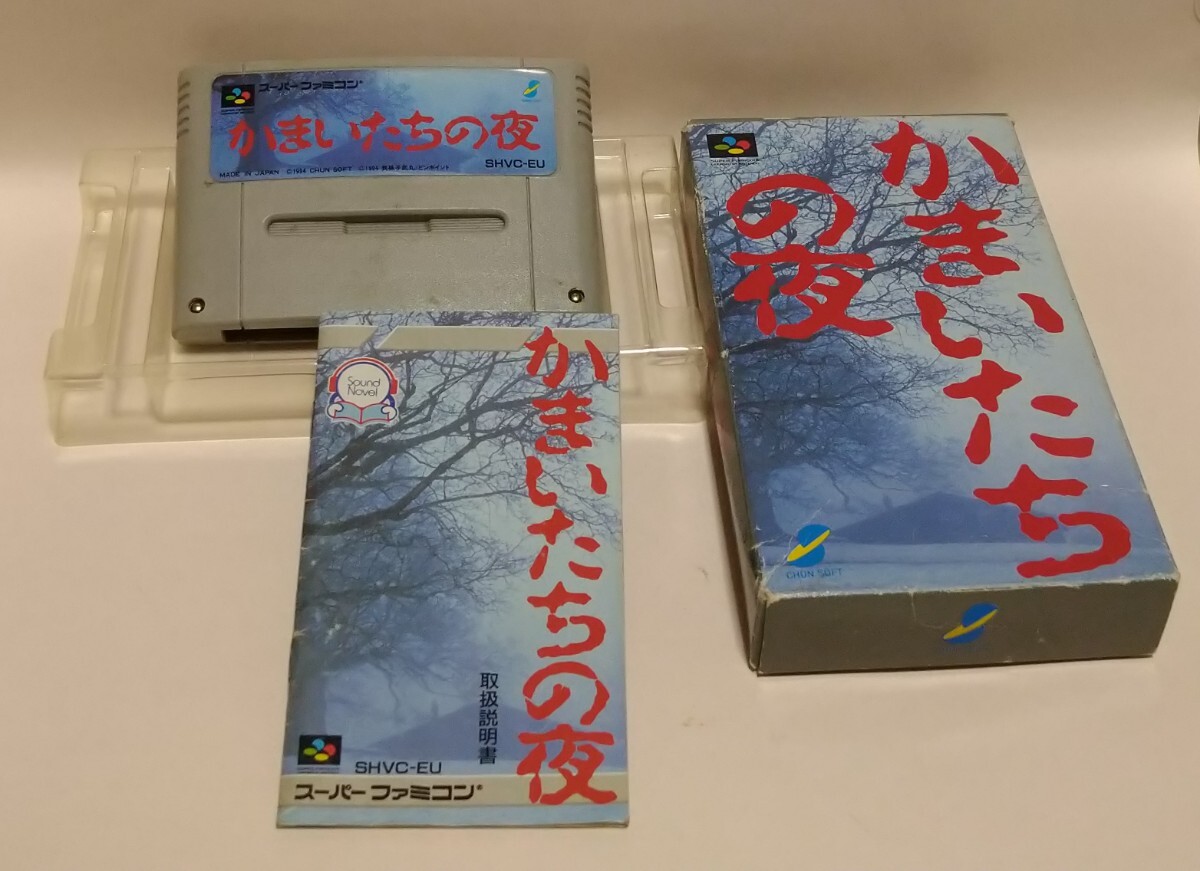 スーパーファミコン
かまいたちの夜
SHVC-EU
MADE IN JAPAN ©1994 CHUN SOFT
かまいたち
の夜
CHUN SOFT
Sound
Novel
かまいたちの夜
取扱説明書
SHVC-EU
スーパーファミコン